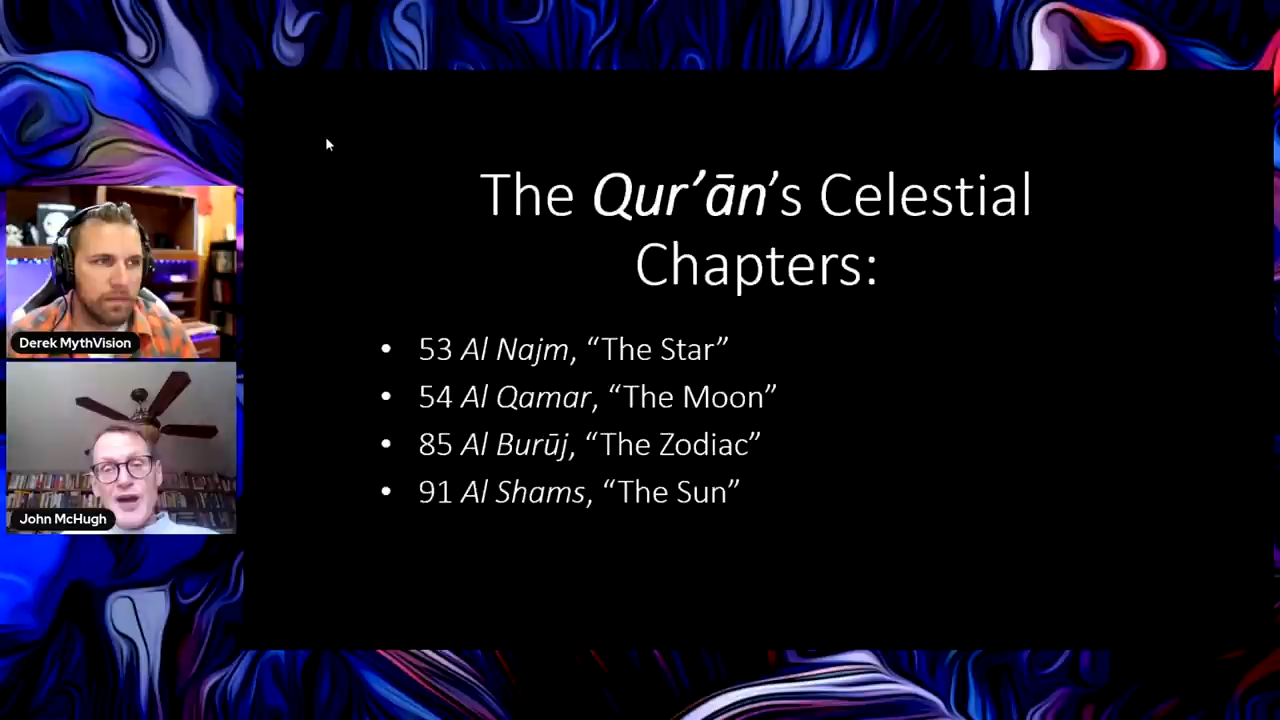 The Qur’ān’s Celestial
Chapters:
• 53 Al Najm, “The Star”
• 54 Al Qamar, “The Moon”
• 85 Al Burūj, “The Zodiac”
• 91 Al Shams, “The Sun”
Derek MythVision
John McHugh